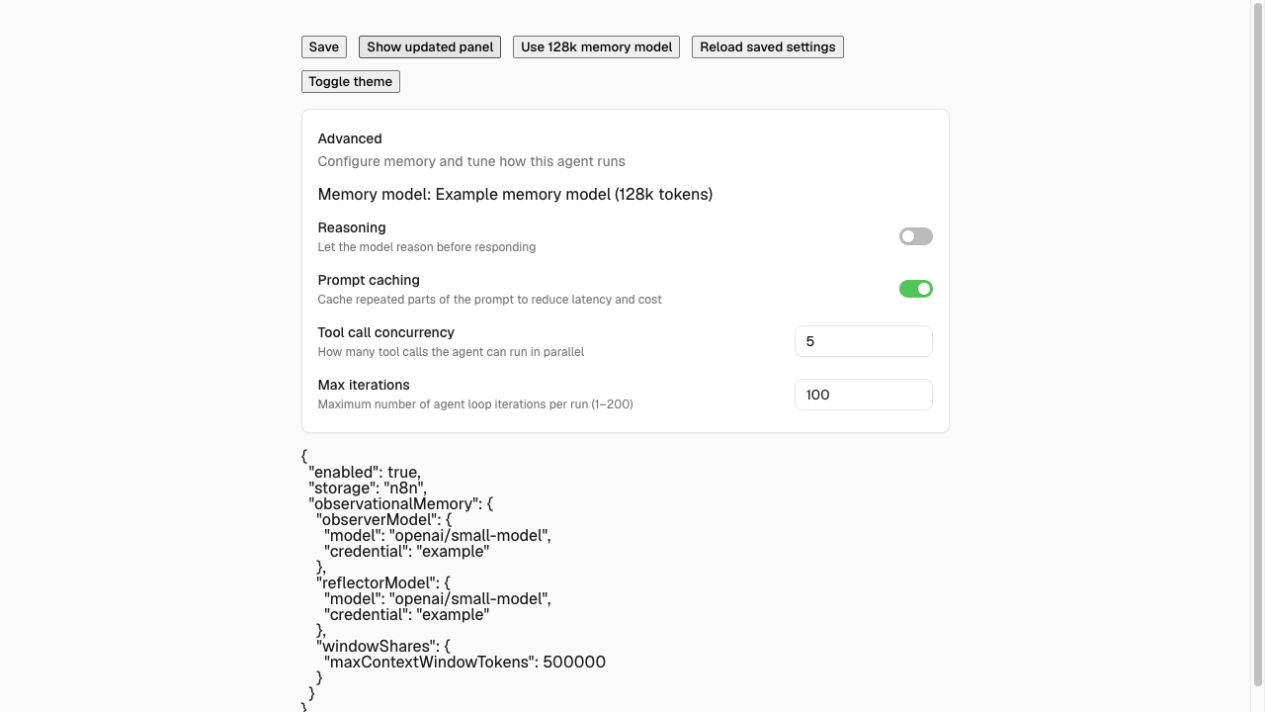 Save Show updated panel Use 128k memory model Reload saved settings
Toggle theme
Advanced
Configure memory and tune how this agent runs
Memory model: Example memory model (128k tokens)
Reasoning
Let the model reason before responding
Prompt caching
Cache repeated parts of the prompt to reduce latency and cost
Tool call concurrency
How many tool calls the agent can run in parallel
5
Max iterations
Maximum number of agent loop iterations per run (1–200)
100
{
"enabled": true,
"storage": "n8n",
"observationalMemory": {
"observerModel": {
"model": "openai/small-model",
"credential": "example"
},
"reflectorModel": {
"model": "openai/small-model",
"credential": "example"
},
"windowShares": {
"maxContextWindowTokens": 500000
}
}
}